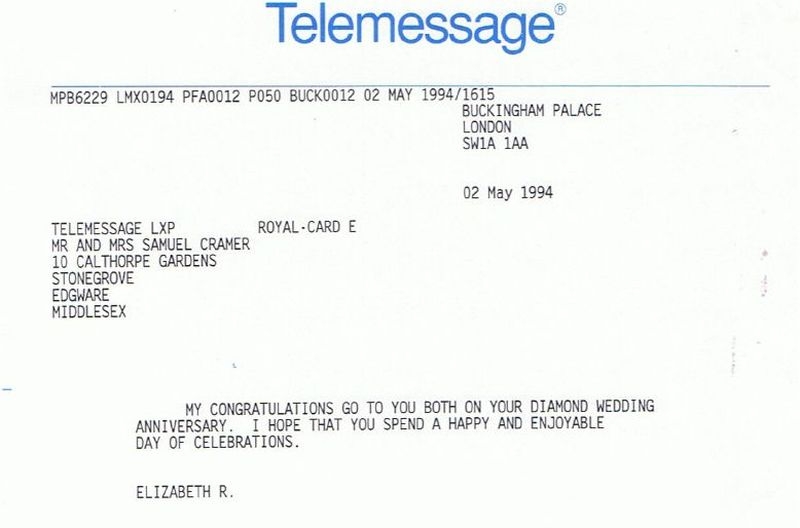 Telemessage®
MPB6229 LMX0194 PFA0012 P050 BUCK0012 02 MAY 1994/1615
BUCKINGHAM PALACE
LONDON
SW1A 1AA
02 May 1994
TELEMESSAGE LXP ROYAL-CARD E
MR AND MRS SAMUEL CRAMER
10 CALTHORPE GARDENS
STONEGROVE
EDGWARE
MIDDLESEX
MY CONGRATULATIONS GO TO YOU BOTH ON YOUR DIAMOND WEDDING
ANNIVERSARY. I HOPE THAT YOU SPEND A HAPPY AND ENJOYABLE
DAY OF CELEBRATIONS.
ELIZABETH R.